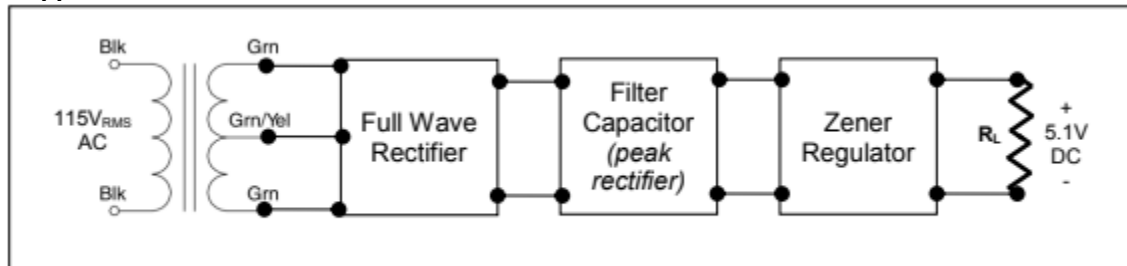 Blk
Grn
115VRMS
AC
Grn/Yel
Blk
Grn
Full Wave
Rectifier
Filter
Capacitor
(peak
rectifier)
Zener
Regulator
RL
+
5.1V
DC
-